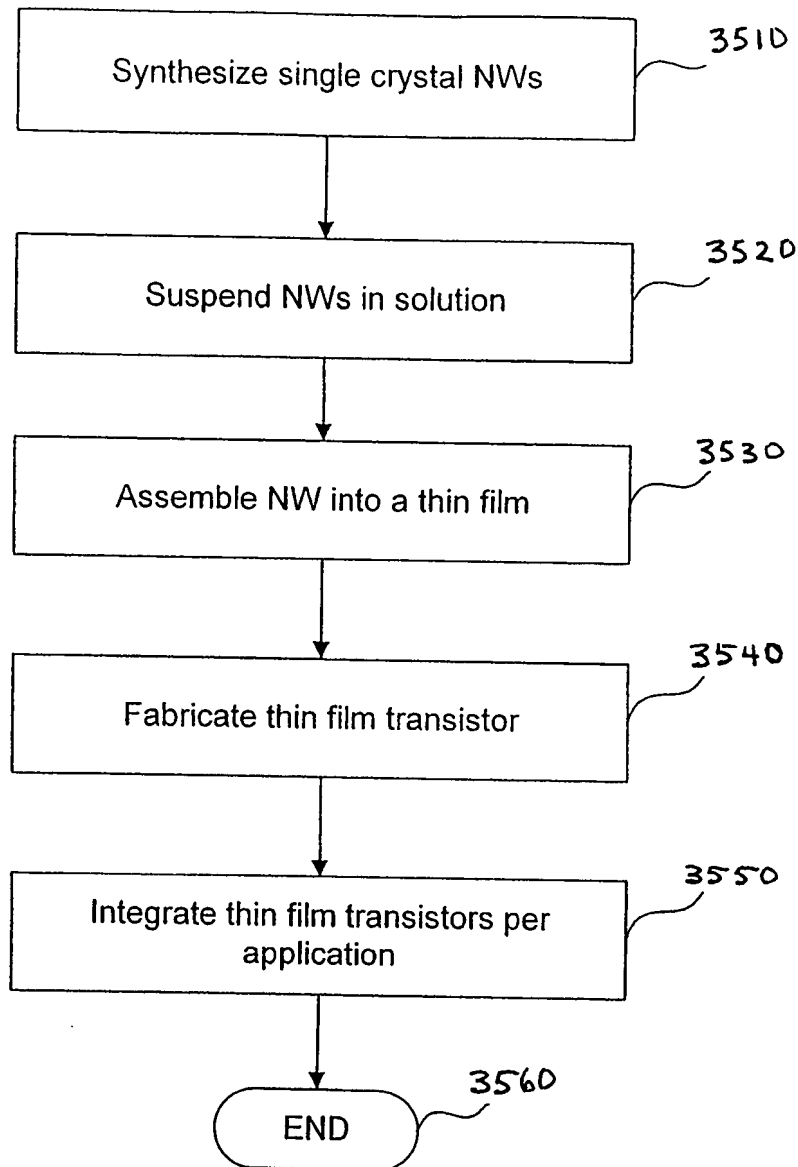 3510
Synthesize single crystal NWs
3520
Suspend NWs in solution
3530
Assemble NW into a thin film
3540
Fabricate thin film transistor
3550
Integrate thin film transistors per
application
3560
END